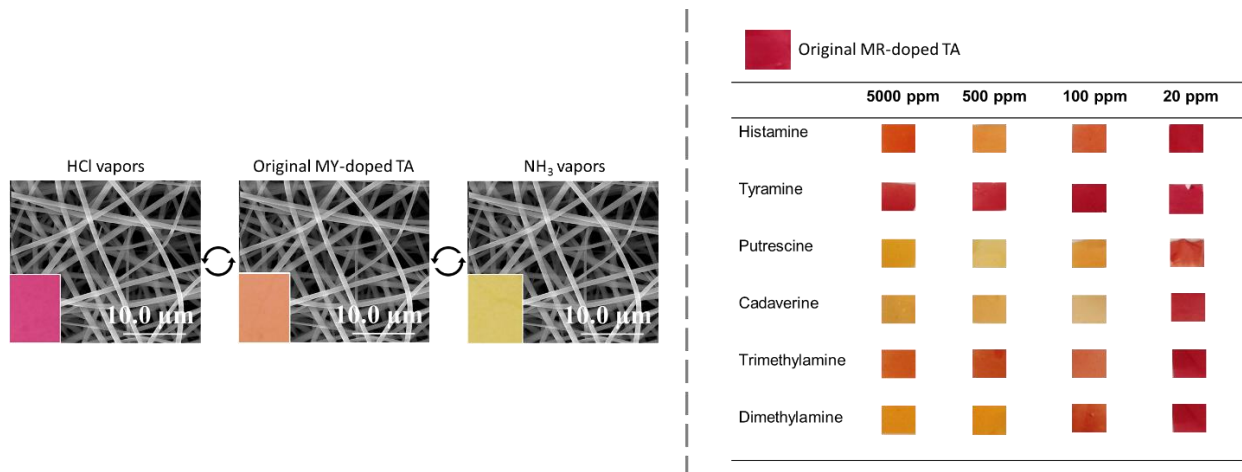 HCl vapors
Original MY-doped TA
NH₃ vapors
10.0 μm
10.0 μm
10.0 μm
Original MR-doped TA
5000 ppm 500 ppm 100 ppm 20 ppm
Histamine
Tyramine
Putrescine
Cadaverine
Trimethylamine
Dimethylamine